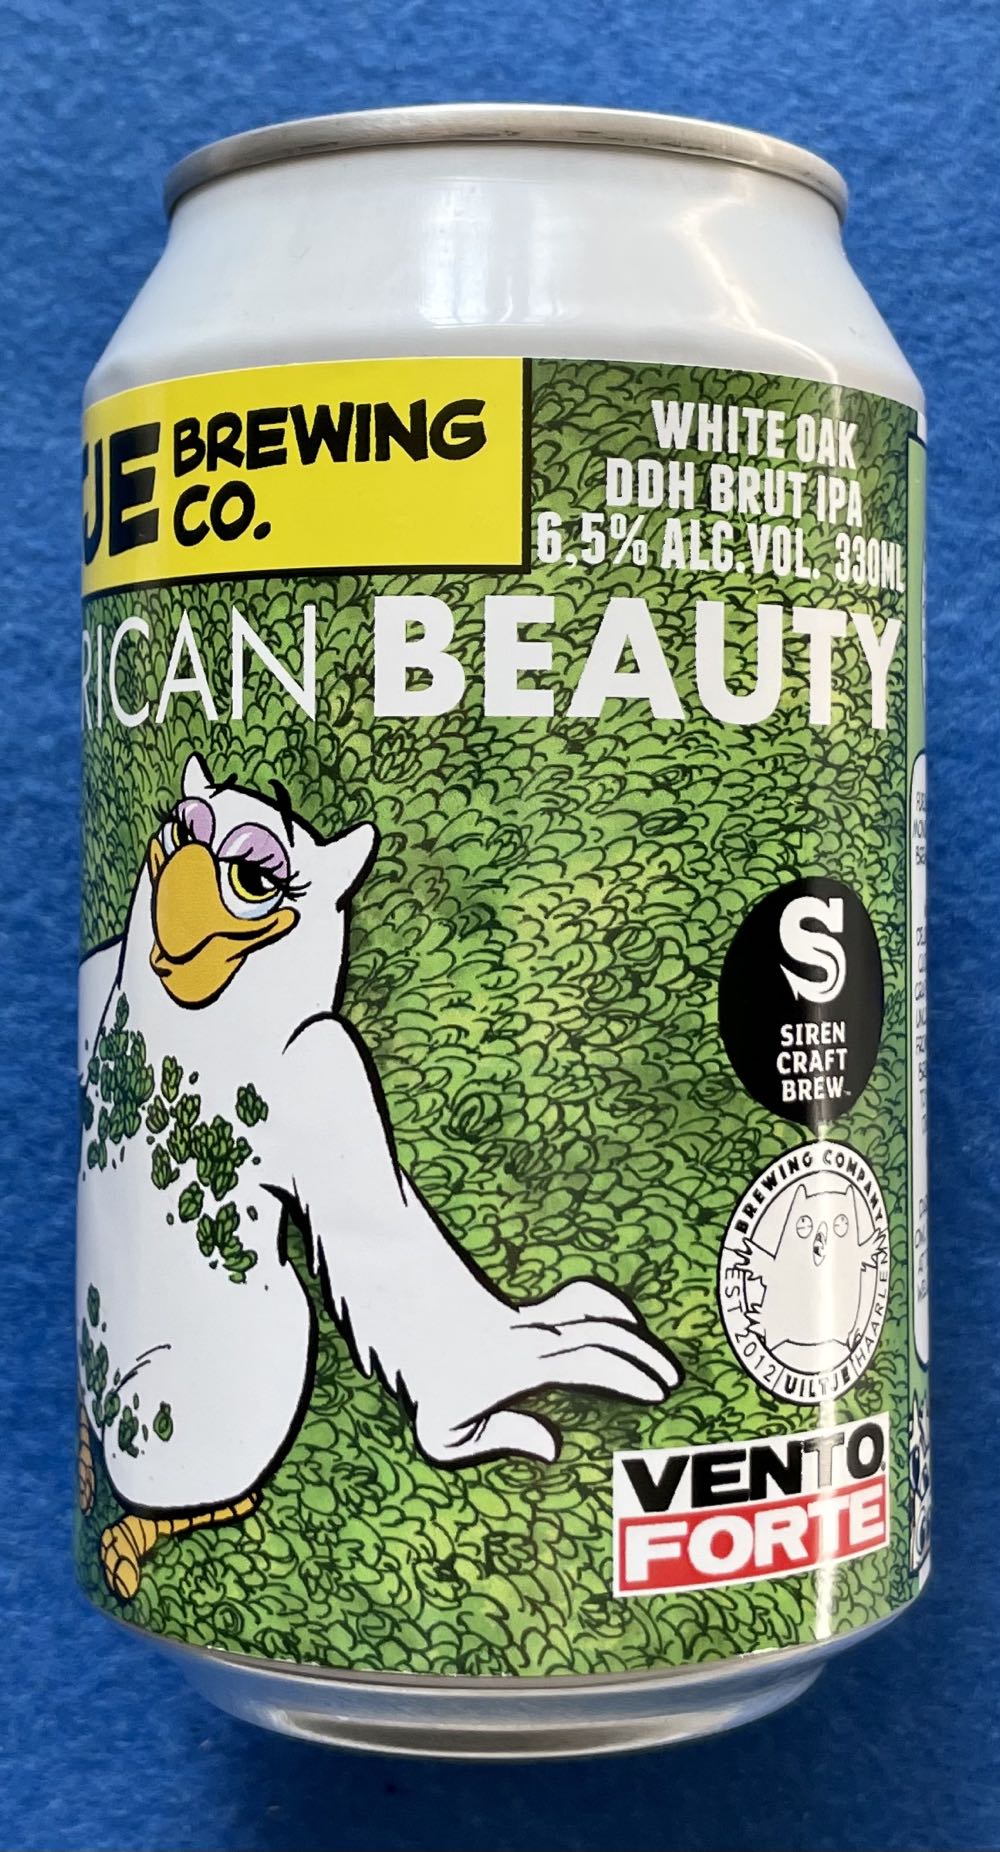 JE BREWING
CO.
WHITE OAK
DDH BRUT IPA
6,5% ALC.VOL. 330ML
RICAN BEAUTY
S
SIREN
CRAFT
BREW
BREWING COMPANY
EST 2012 UILTJE HAARLEM
VENTO
FORTE